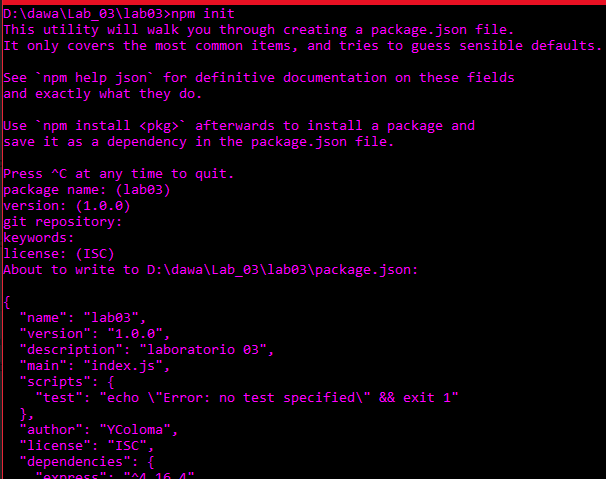 D:\dawa\Lab_03\lab03>npm init
This utility will walk you through creating a package.json file.
It only covers the most common items, and tries to guess sensible defaults.
See `npm help json` for definitive documentation on these fields
and exactly what they do.
Use `npm install <pkg>` afterwards to install a package and
save it as a dependency in the package.json file.
Press ^C at any time to quit.
package name: (lab03)
version: (1.0.0)
git repository:
keywords:
license: (ISC)
About to write to D:\dawa\Lab_03\lab03\package.json:
{
  "name": "lab03",
  "version": "1.0.0",
  "description": "laboratorio 03",
  "main": "index.js",
  "scripts": {
    "test": "echo \"Error: no test specified\" && exit 1"
  },
  "author": "YColoma",
  "license": "ISC",
  "dependencies": {
    "express": "^4.16.4"